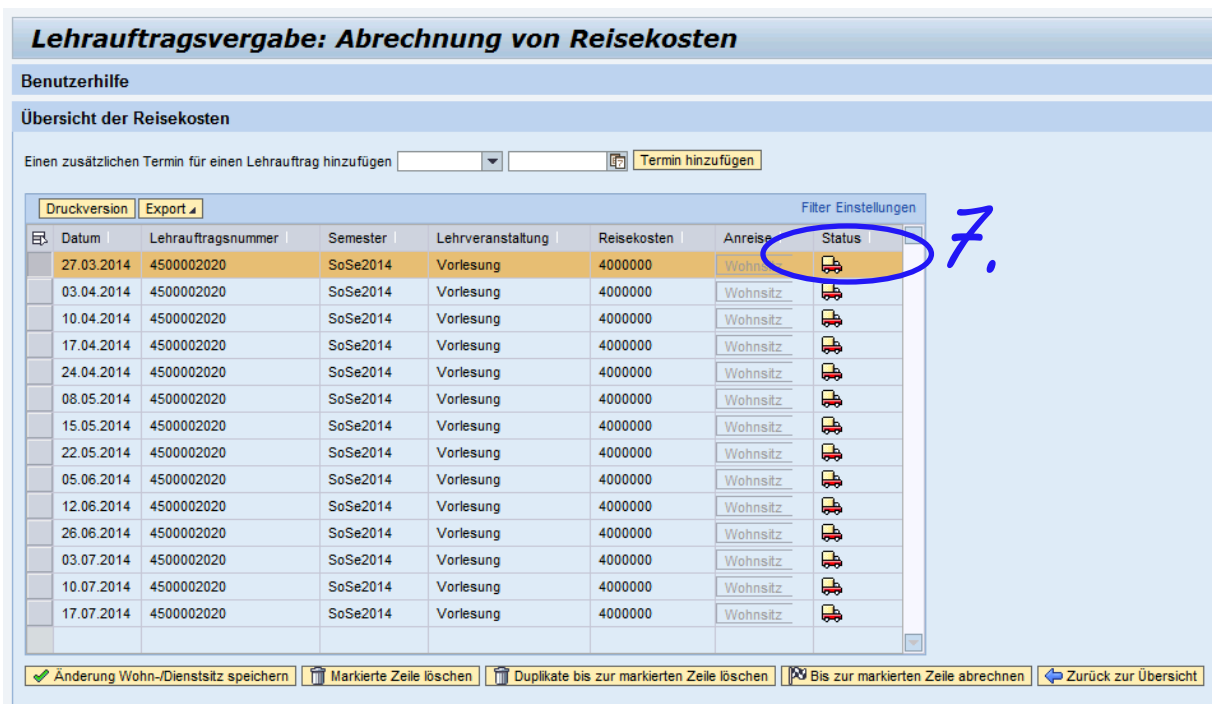 Lehrauftragsvergabe: Abrechnung von Reisekosten
Benutzerhilfe
Übersicht der Reisekosten
Einen zusätzlichen Termin für einen Lehrauftrag hinzufügen Termin hinzufügen
Druckversion Export Filter Einstellungen
Datum Lehrauftragsnummer Semester Lehrveranstaltung Reisekosten Anreise Status
7.
27.03.2014 4500002020 SoSe2014 Vorlesung 4000000 Wohnsitz
03.04.2014 4500002020 SoSe2014 Vorlesung 4000000 Wohnsitz
10.04.2014 4500002020 SoSe2014 Vorlesung 4000000 Wohnsitz
17.04.2014 4500002020 SoSe2014 Vorlesung 4000000 Wohnsitz
24.04.2014 4500002020 SoSe2014 Vorlesung 4000000 Wohnsitz
08.05.2014 4500002020 SoSe2014 Vorlesung 4000000 Wohnsitz
15.05.2014 4500002020 SoSe2014 Vorlesung 4000000 Wohnsitz
22.05.2014 4500002020 SoSe2014 Vorlesung 4000000 Wohnsitz
05.06.2014 4500002020 SoSe2014 Vorlesung 4000000 Wohnsitz
12.06.2014 4500002020 SoSe2014 Vorlesung 4000000 Wohnsitz
26.06.2014 4500002020 SoSe2014 Vorlesung 4000000 Wohnsitz
03.07.2014 4500002020 SoSe2014 Vorlesung 4000000 Wohnsitz
10.07.2014 4500002020 SoSe2014 Vorlesung 4000000 Wohnsitz
17.07.2014 4500002020 SoSe2014 Vorlesung 4000000 Wohnsitz
Änderung Wohn-/Dienstsitz speichern Markierte Zeile löschen Duplikate bis zur markierten Zeile löschen Bis zur markierten Zeile abrechnen Zurück zur Übersicht